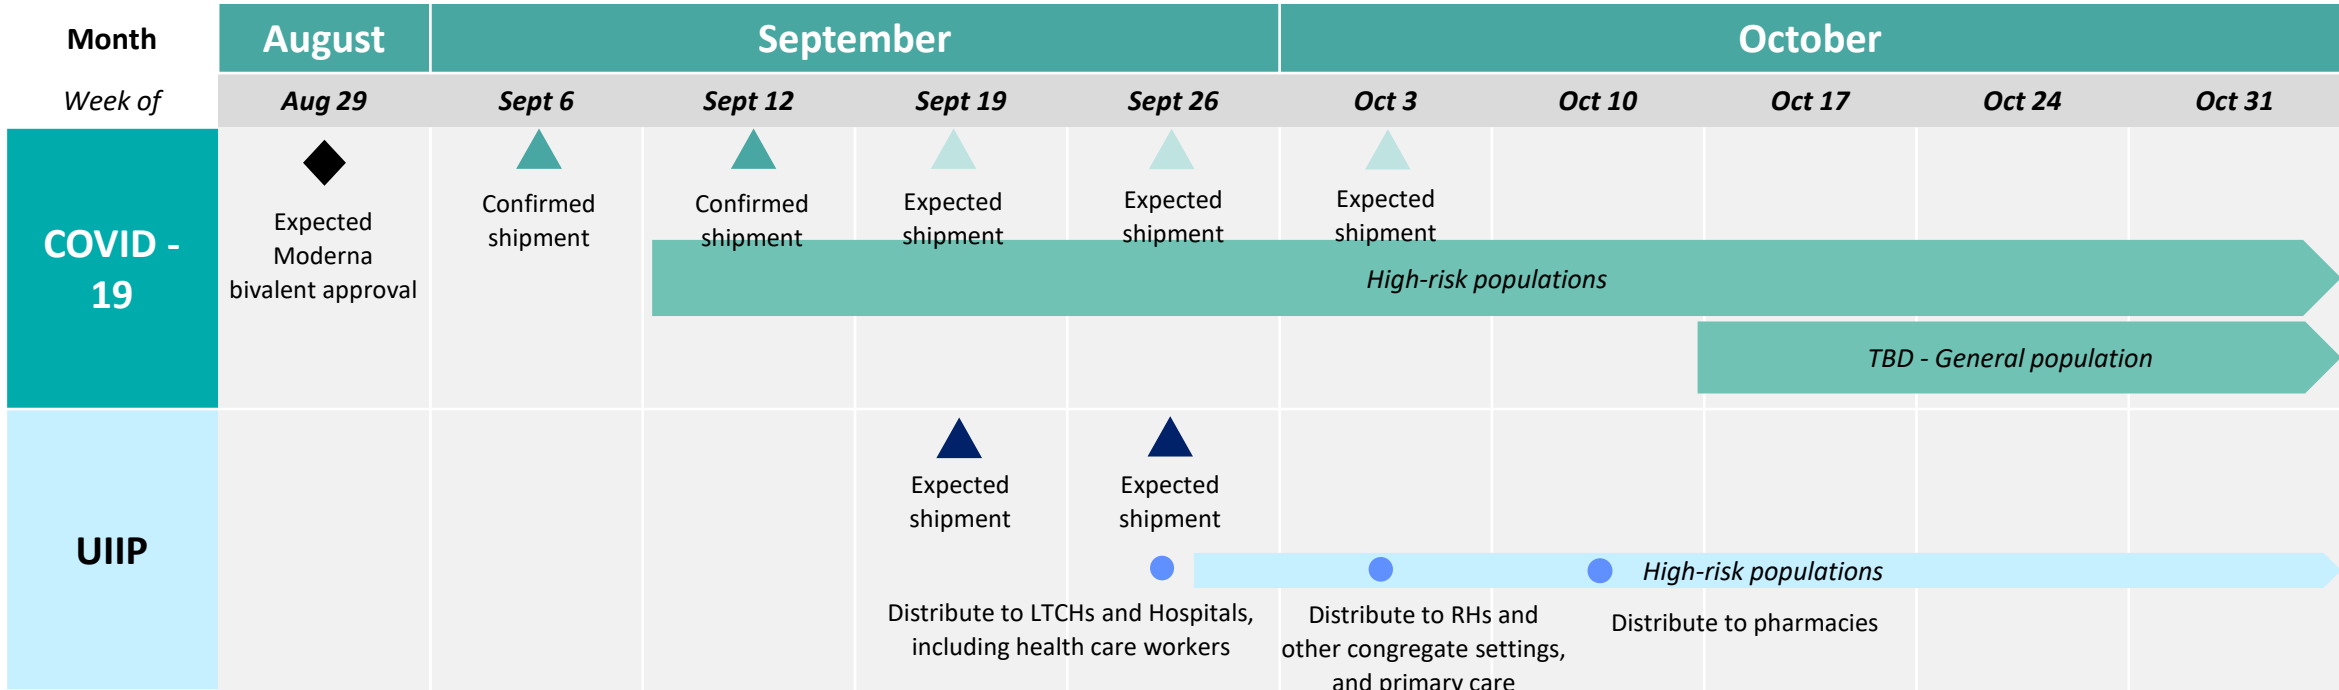 Month
August
September
October
Week of
Aug 29
Sept 6
Sept 12
Sept 19
Sept 26
Oct 3
Oct 10
Oct 17
Oct 24
Oct 31
COVID -
19
Expected
Moderna
bivalent approval
Confirmed
shipment
Confirmed
shipment
Expected
shipment
Expected
shipment
Expected
shipment
High-risk populations
TBD - General population
UIIP
Expected
shipment
Expected
shipment
High-risk populations
Distribute to LTCHs and Hospitals,
including health care workers
Distribute to RHs and
other congregate settings,
and primary care
Distribute to pharmacies